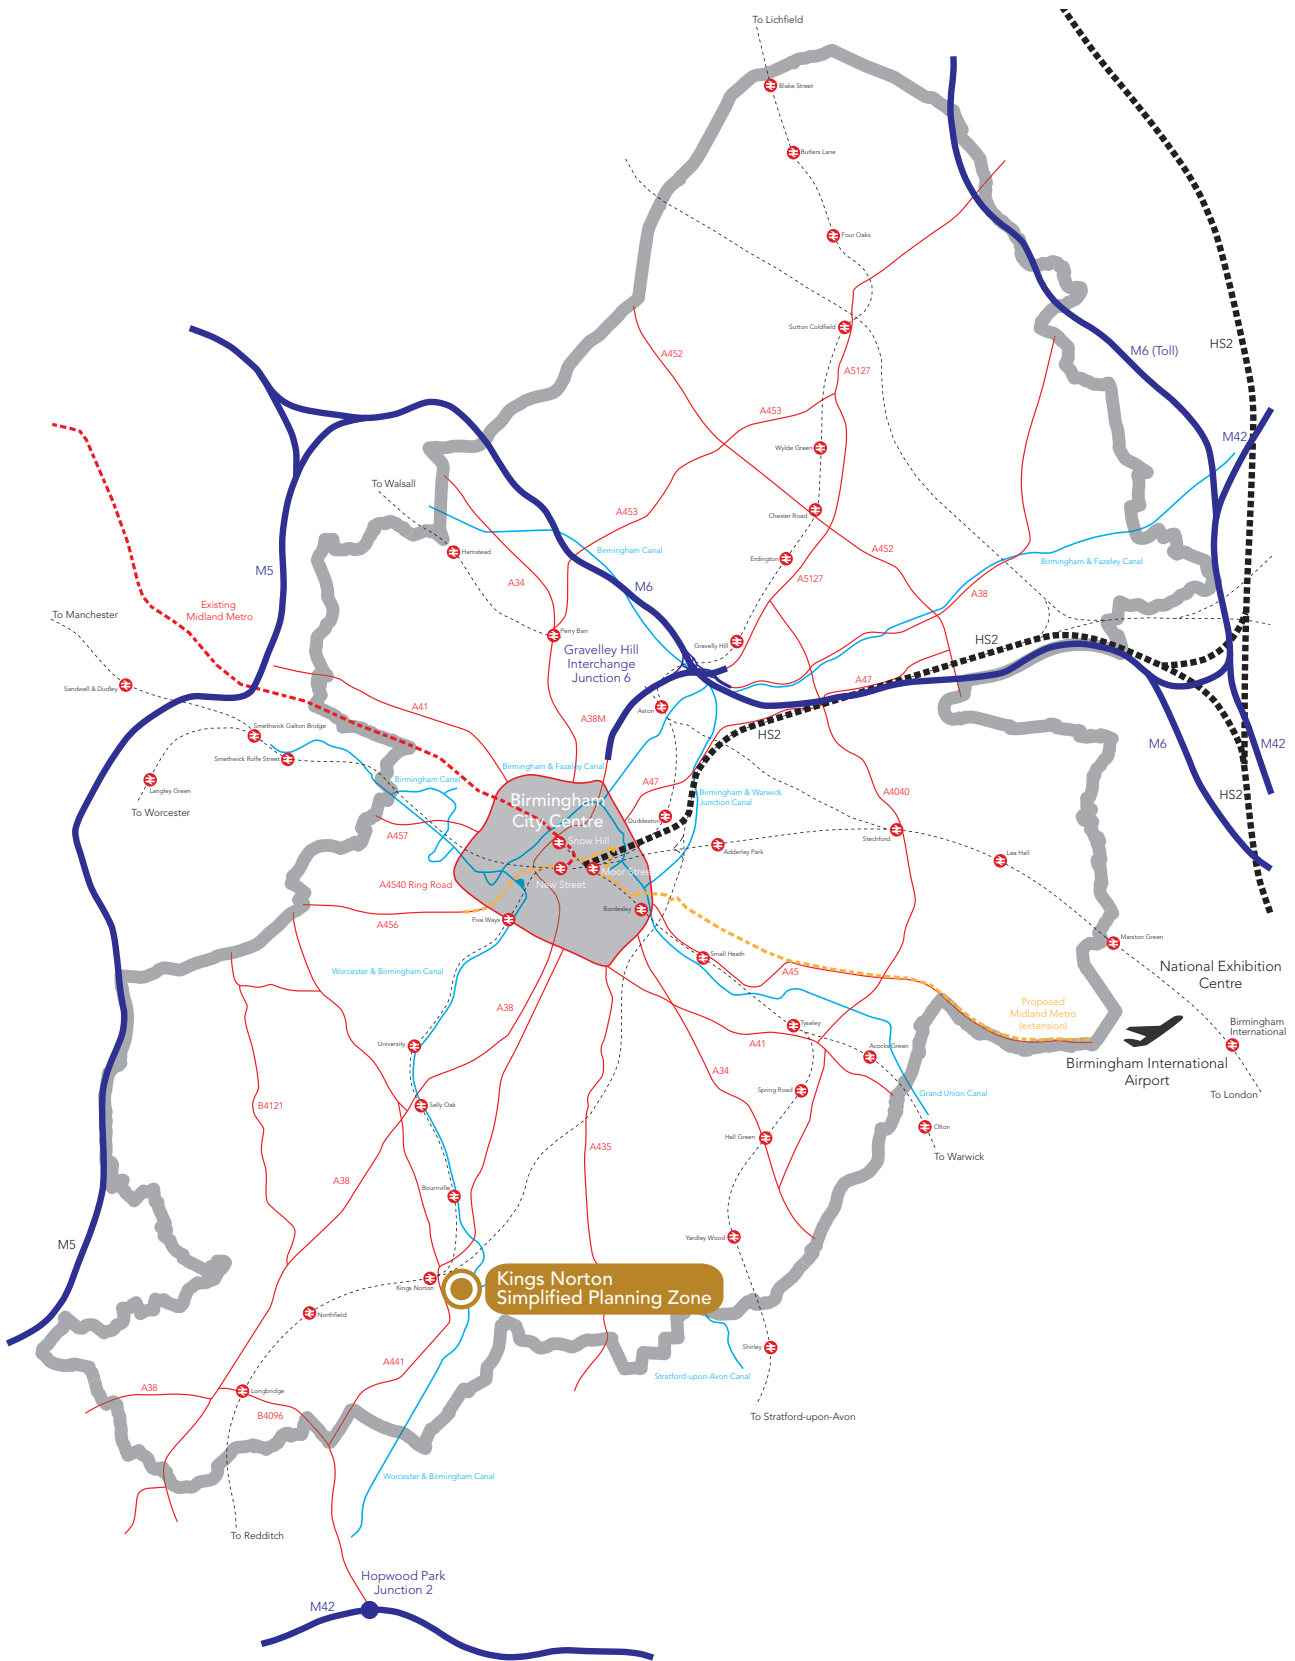 To Lichfield
Blake Street
Butlers Lane
Four Oaks
Sutton Coldfield
HS2
M6 (Toll)
A452
A5127
A453
M42
Wylde Green
To Walsall
A453
Chester Road
Hamstead
Birmingham Canal
A452
Erdington
Birmingham & Fazeley Canal
M5
A34
M6
A5127
A38
Existing
Midland Metro
To Manchester
Perry Barr
HS2
Gravelly Hill
Gravelley Hill
Interchange
Junction 6
Sandwell & Dudley
A47
A41
Aston
A38M
Smethwick Galton Bridge
HS2
M6
M42
Smethwick Rolfe Street
Birmingham & Fazeley Canal
Birmingham Canal
A47
Langley Green
Birmingham & Warwick
Junction Canal
A4040
HS2
Birmingham
City Centre
To Worcester
Duddeston
A457
Snow Hill
Stechford
Adderley Park
Lea Hall
Moor Street
A4540 Ring Road
New Street
Bordesley
Five Ways
A456
Marston Green
Small Heath
National Exhibition
Centre
Worcester & Birmingham Canal
A45
A38
Proposed
Midland Metro
(extension)
Birmingham
International
Tyseley
University
A41
Acocks Green
Birmingham International
Airport
A34
Spring Road
Grand Union Canal
To London
B4121
Selly Oak
Olton
Hall Green
A435
To Warwick
A38
Bournville
Yardley Wood
M5
Kings Norton
Kings Norton
Simplified Planning Zone
Northfield
Shirley
A441
Stratford-upon-Avon Canal
A38
Longbridge
B4096
To Stratford-upon-Avon
Worcester & Birmingham Canal
To Redditch
Hopwood Park
Junction 2
M42